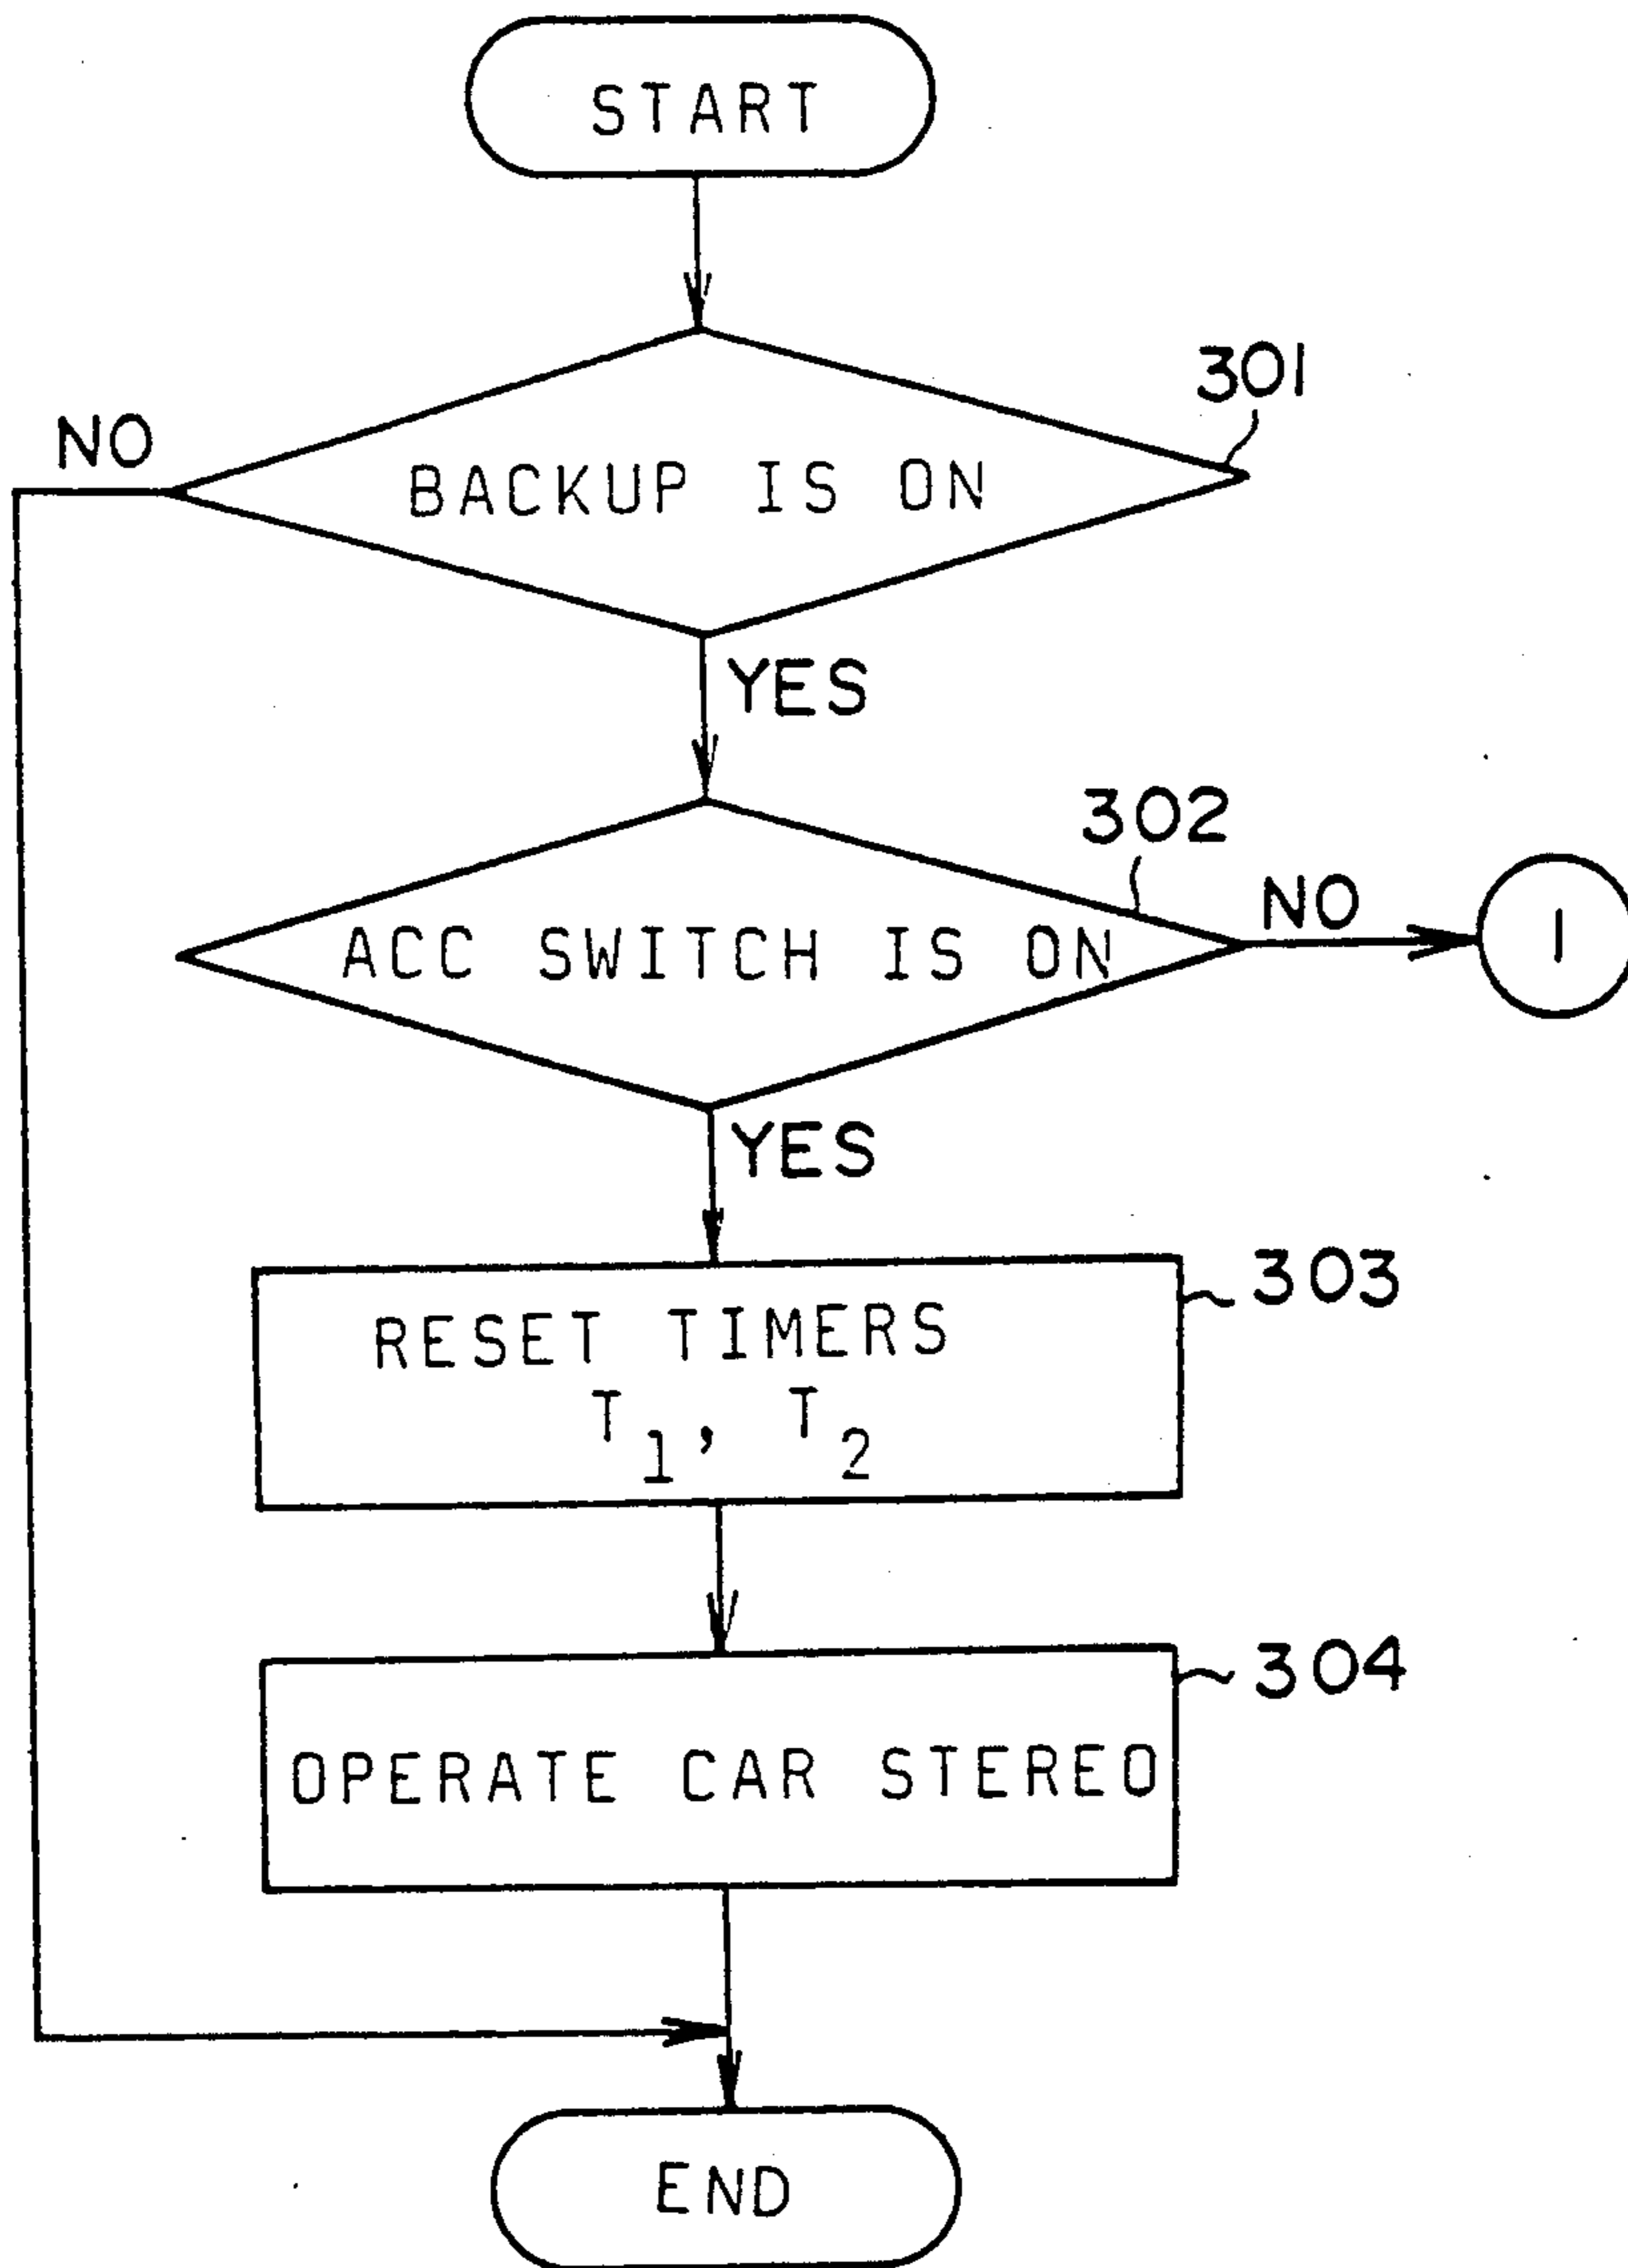 START
301
NO
BACKUP IS ON
YES
302
NO
ACC SWITCH IS ON
1
YES
303
RESET TIMERS
T1, T2
304
OPERATE CAR STEREO
END